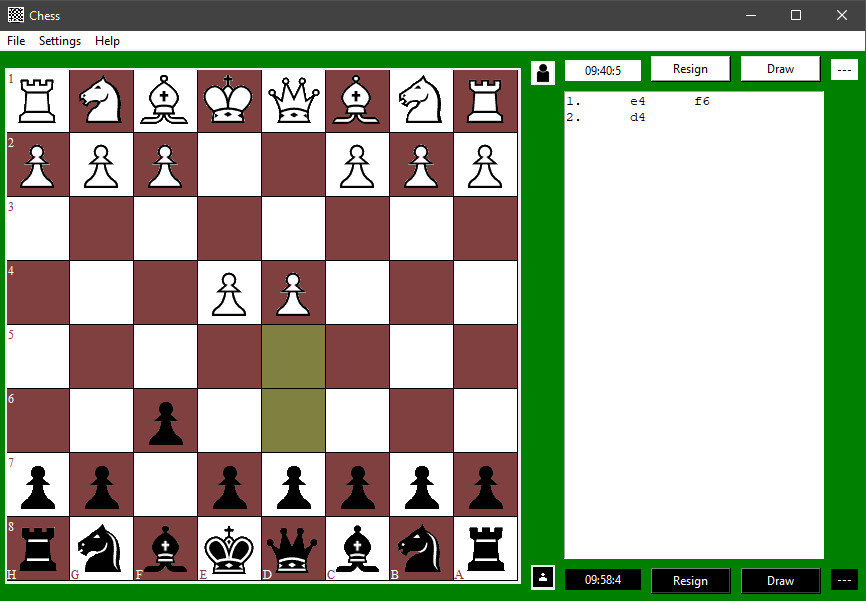 Chess
File Settings Help
09:40:5 Resign Draw ---
1. e4 f6
2. d4
1
2
3
4
5
6
7
8
H G F E D C B A
09:58:4 Resign Draw ---